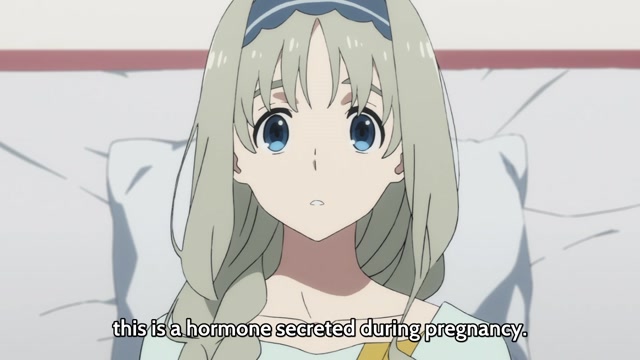 this is a hormone secreted during pregnancy.